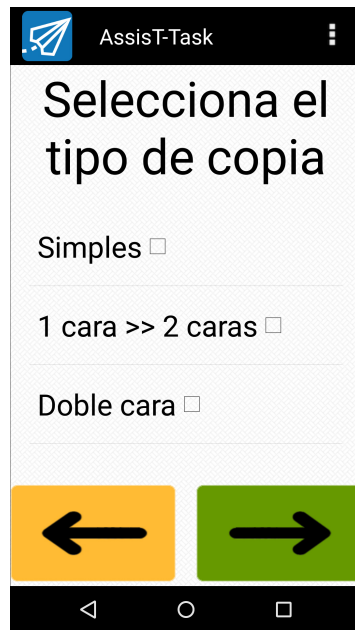 AssisT-Task
Selecciona el
tipo de copia
Simples
1 cara >> 2 caras
Doble cara